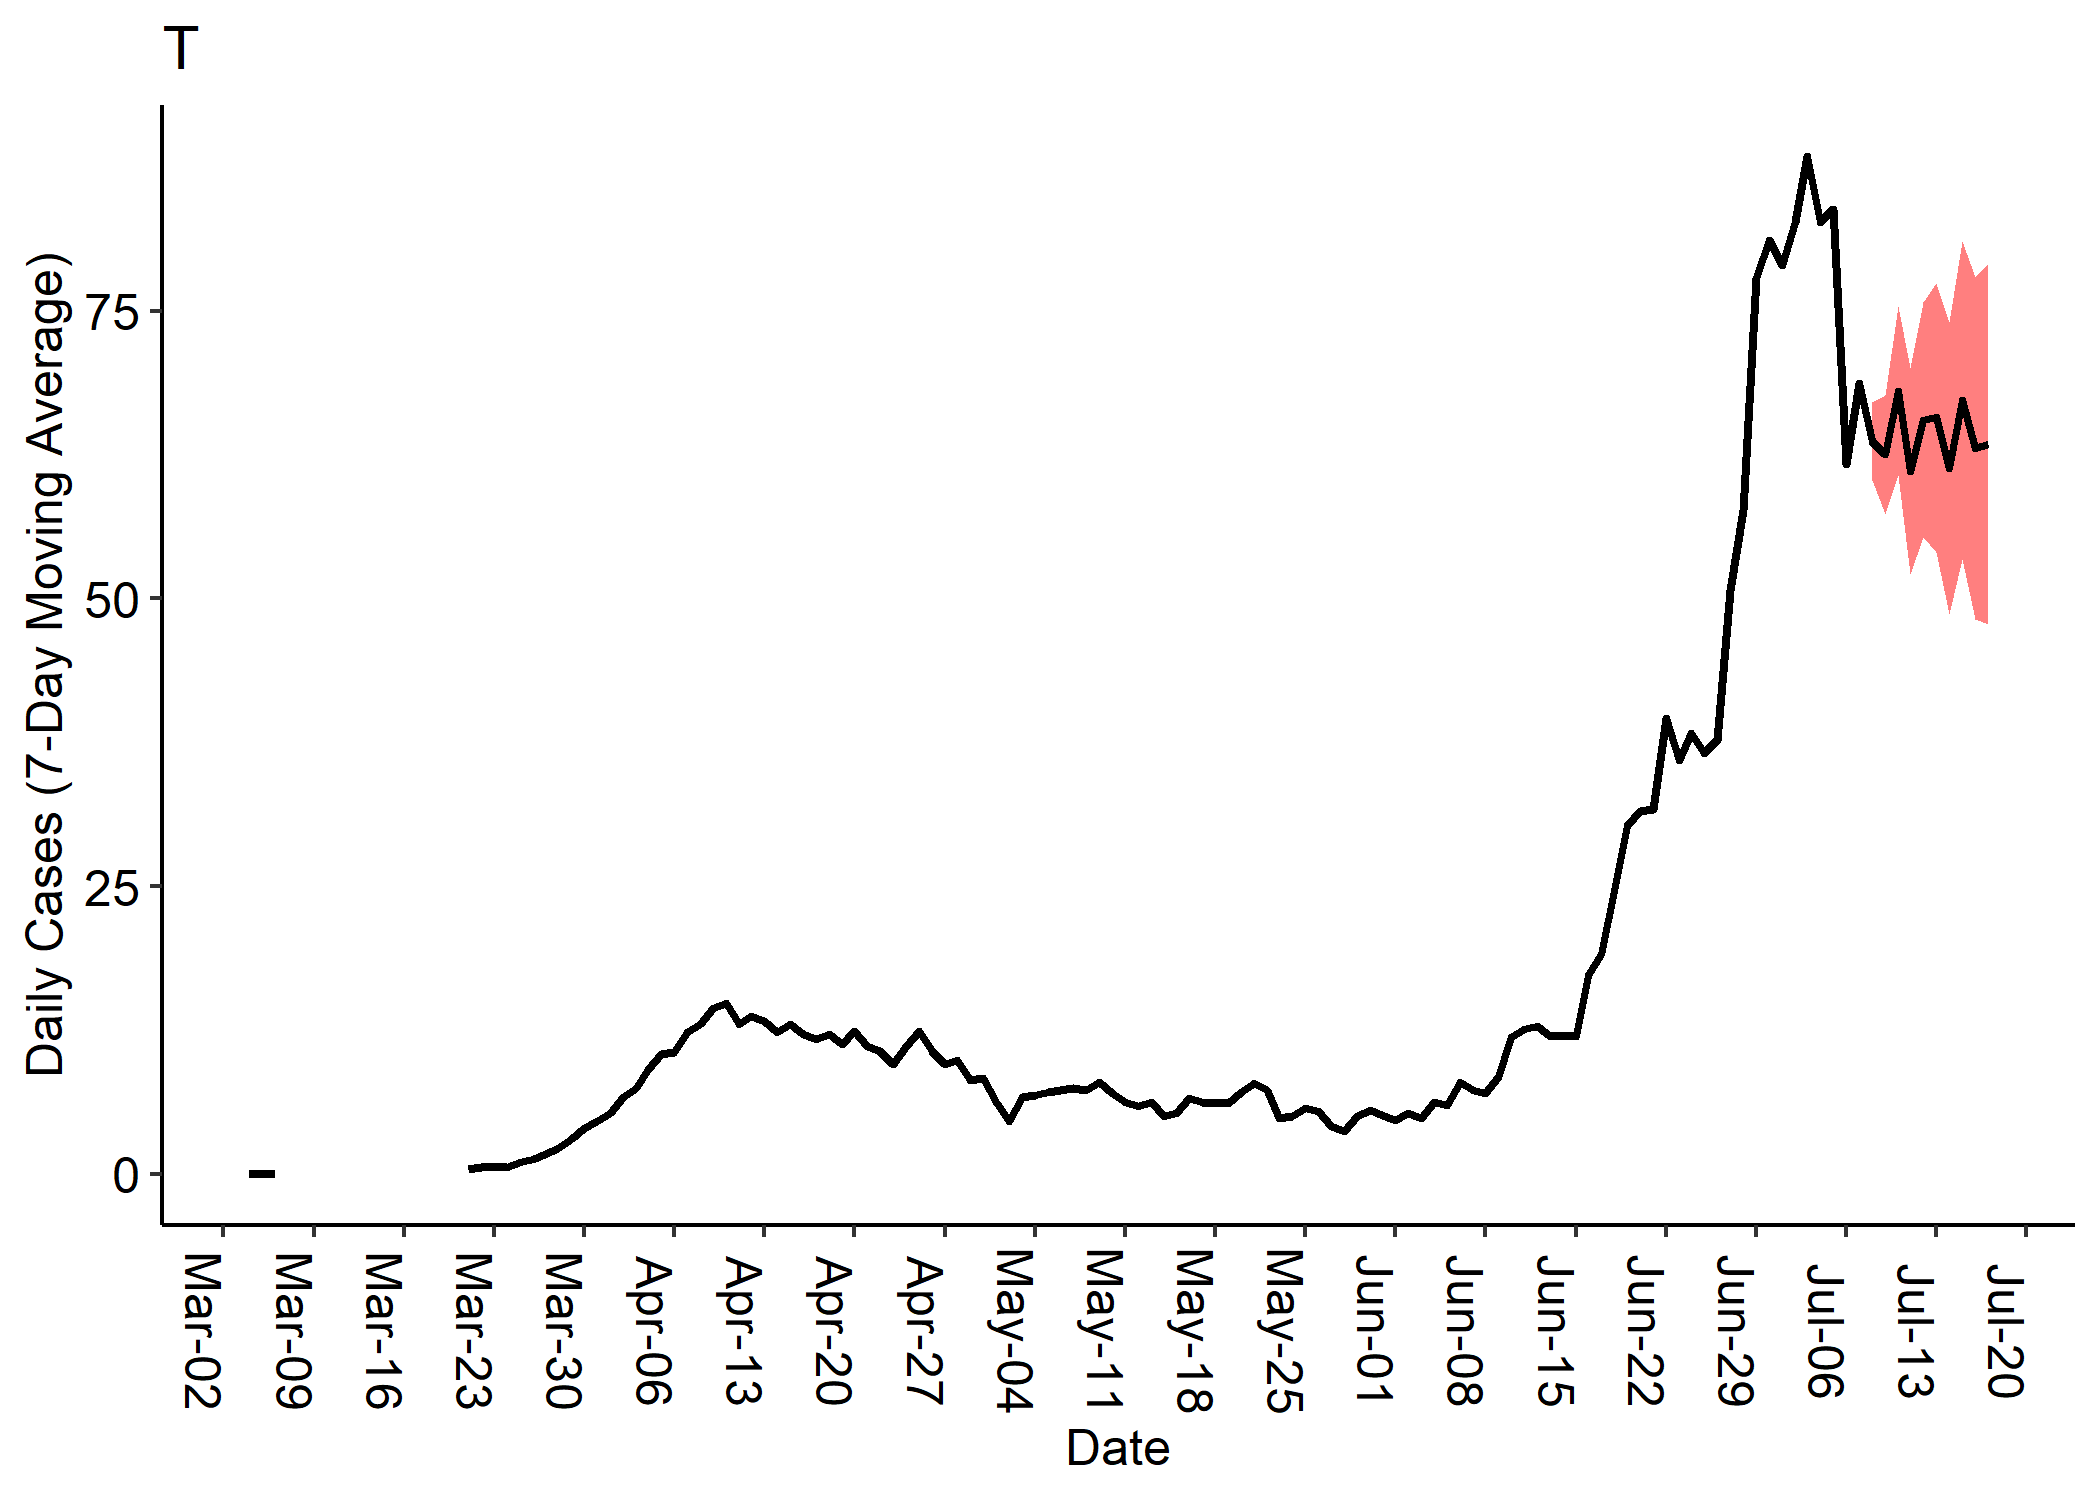 T
Daily Cases (7-Day Moving Average)
75
50
25
0
Mar-02
Mar-09
Mar-16
Mar-23
Mar-30
Apr-06
Apr-13
Apr-20
Apr-27
May-04
May-11
May-18
May-25
Jun-01
Jun-08
Jun-15
Jun-22
Jun-29
Jul-06
Jul-13
Jul-20
Date